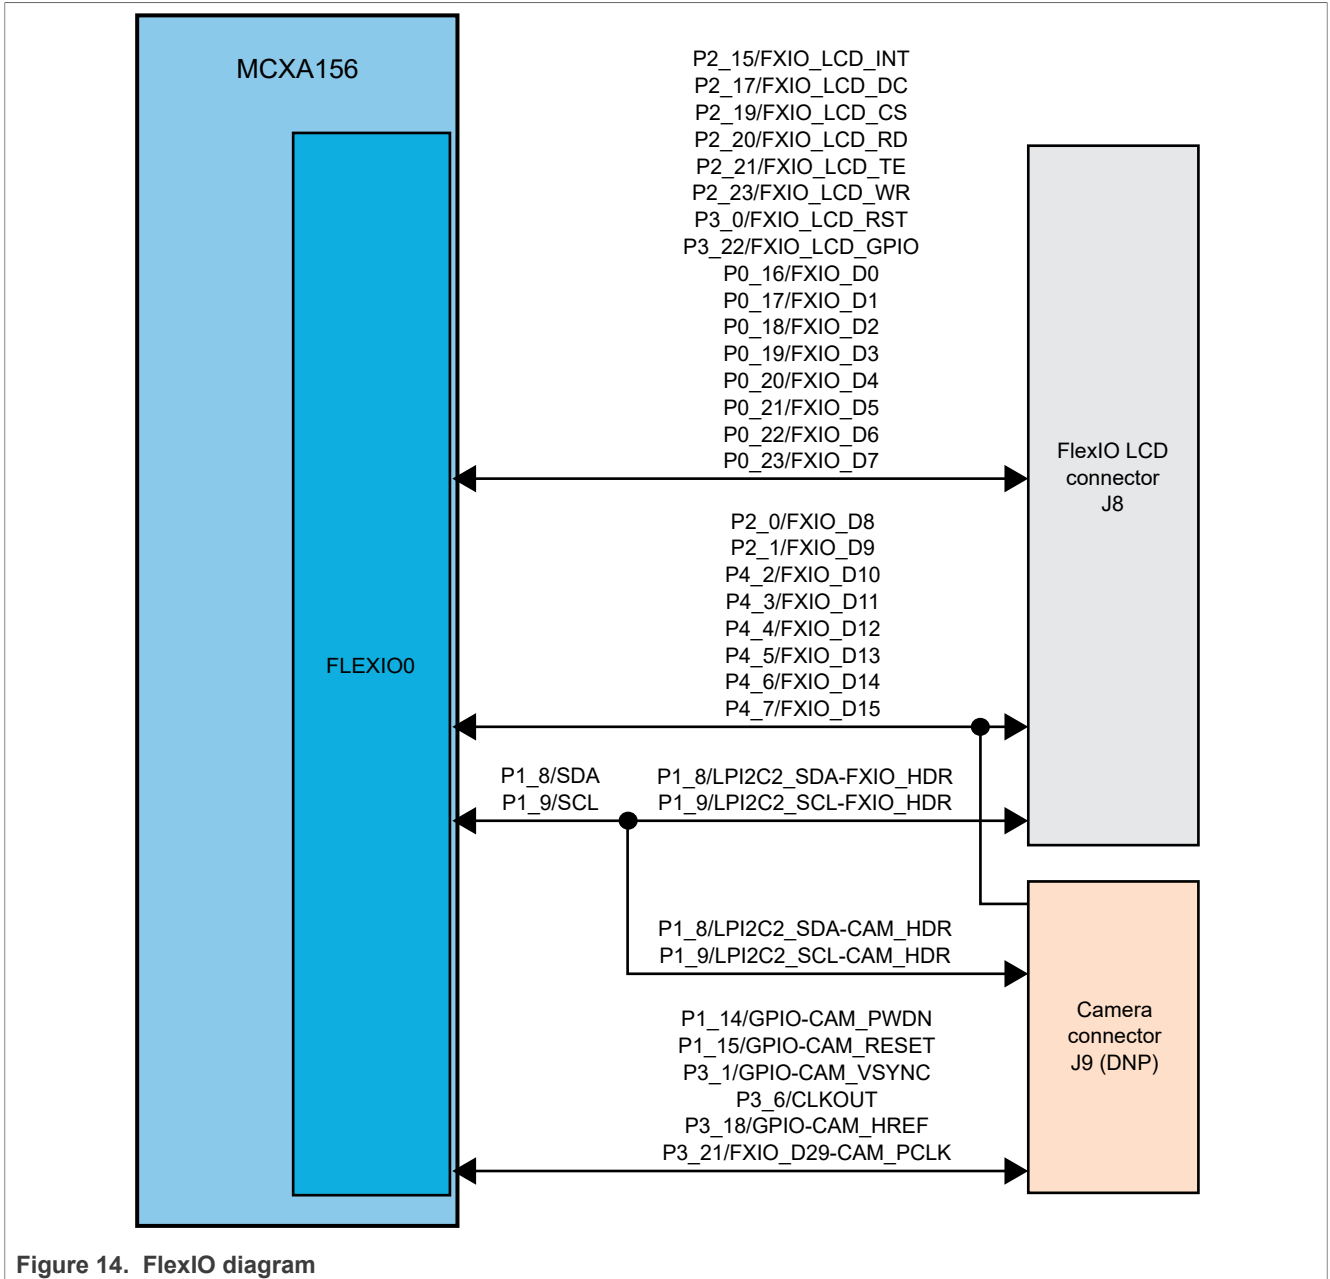 MCXA156
P2_15/FXIO_LCD_INT
P2_17/FXIO_LCD_DC
P2_19/FXIO_LCD_CS
P2_20/FXIO_LCD_RD
P2_21/FXIO_LCD_TE
P2_23/FXIO_LCD_WR
P3_0/FXIO_LCD_RST
P3_22/FXIO_LCD_GPIO
P0_16/FXIO_D0
P0_17/FXIO_D1
P0_18/FXIO_D2
P0_19/FXIO_D3
P0_20/FXIO_D4
P0_21/FXIO_D5
P0_22/FXIO_D6
P0_23/FXIO_D7
FlexIO LCD
connector
J8
P2_0/FXIO_D8
P2_1/FXIO_D9
P4_2/FXIO_D10
P4_3/FXIO_D11
P4_4/FXIO_D12
P4_5/FXIO_D13
P4_6/FXIO_D14
P4_7/FXIO_D15
FLEXIO0
P1_8/SDA
P1_9/SCL
P1_8/LPI2C2_SDA-FXIO_HDR
P1_9/LPI2C2_SCL-FXIO_HDR
P1_8/LPI2C2_SDA-CAM_HDR
P1_9/LPI2C2_SCL-CAM_HDR
P1_14/GPIO-CAM_PWDN
P1_15/GPIO-CAM_RESET
P3_1/GPIO-CAM_VSYNC
P3_6/CLKOUT
P3_18/GPIO-CAM_HREF
P3_21/FXIO_D29-CAM_PCLK
Camera
connector
J9 (DNP)
Figure 14. FlexIO diagram